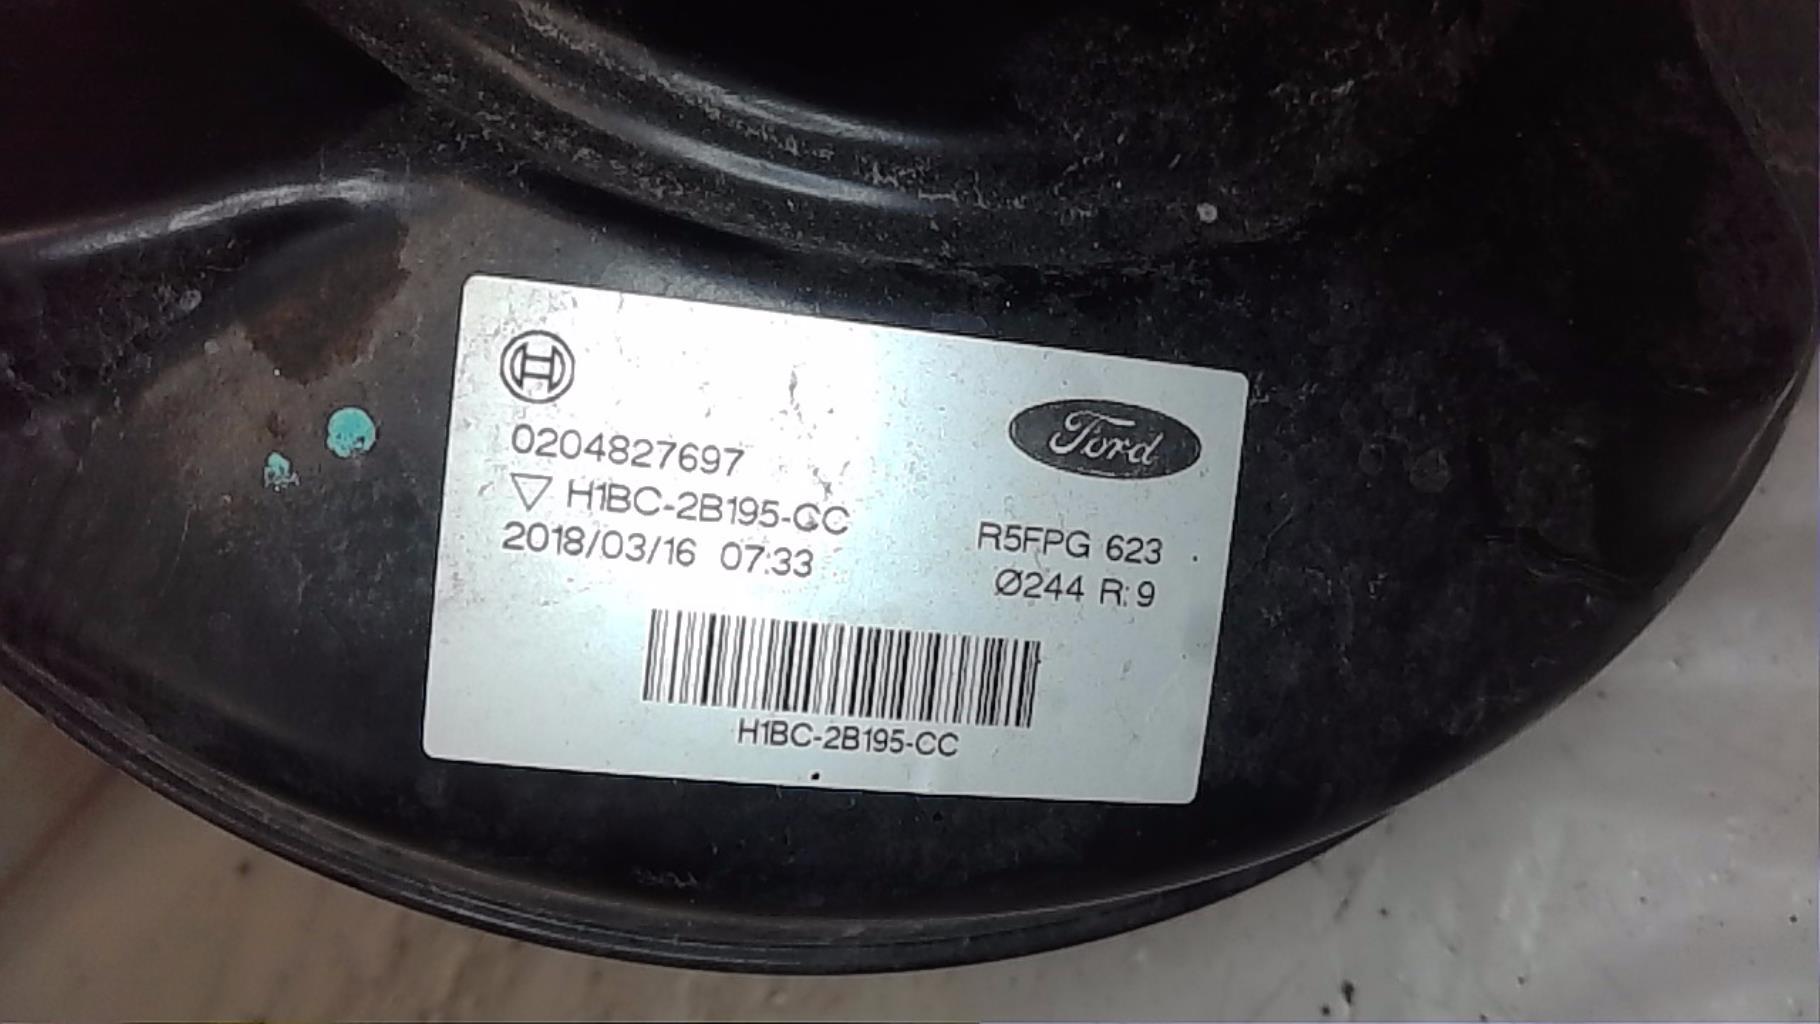 0204827697
▽ H1BC-2B195-CC
2018/03/16 07:33
Ford
R5FPG 623
Ø244 R: 9
H1BC-2B195-CC